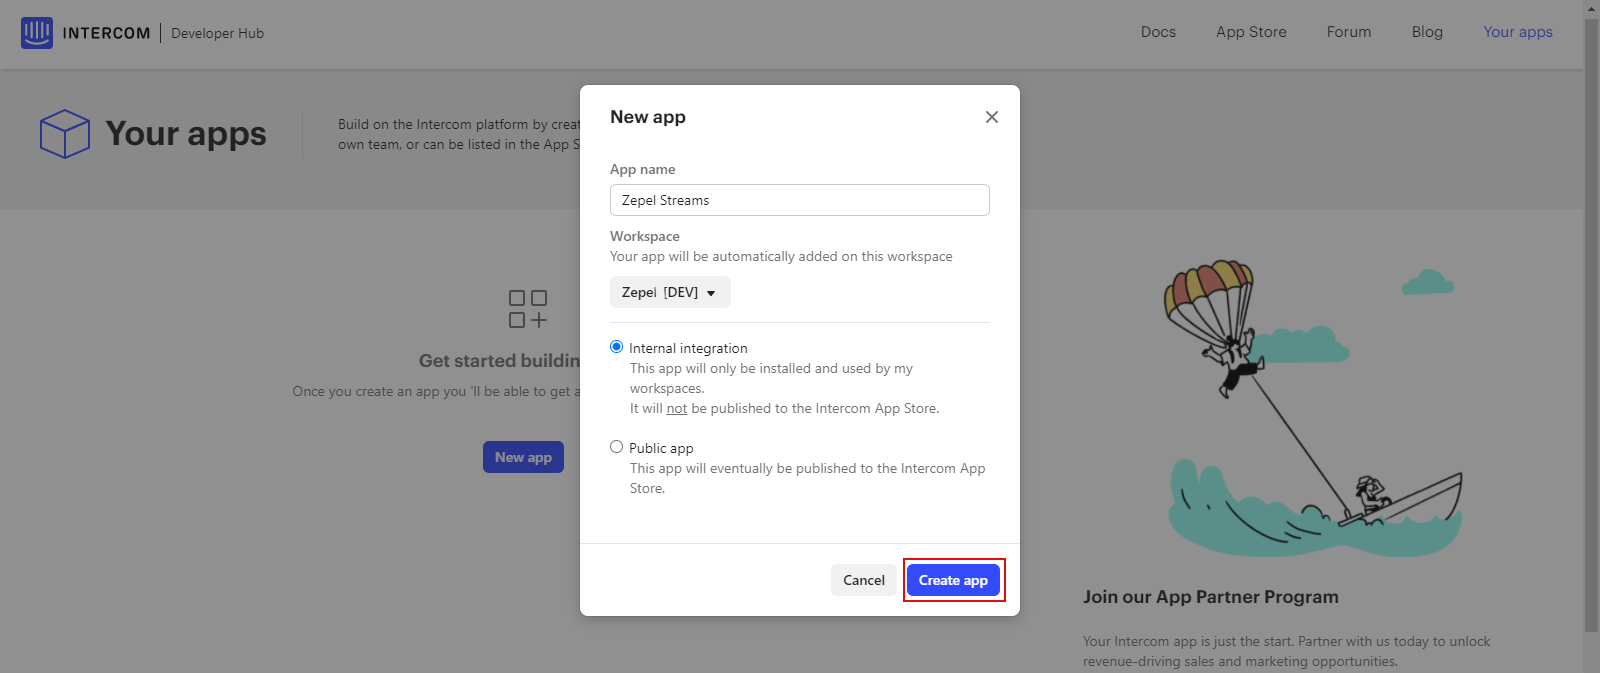 INTERCOM
Developer Hub
Docs
App Store
Forum
Blog
Your apps
Your apps
Build on the Intercom platform by
own team, or can be listed in the App
New app
App name
Zepel Streams
Workspace
Your app will be automatically added on this workspace
Zepel [DEV]
Internal integration
This app will only be installed and used by my
workspaces.
It will not be published to the Intercom App Store.
Public app
This app will eventually be published to the Intercom App
Store.
Cancel
Create app
Get started
Once you create an app you 'll be able to get
New app
Join our App Partner Program
Your Intercom app is just the start. Partner with us today to unlock
revenue-driving sales and marketing opportunities.